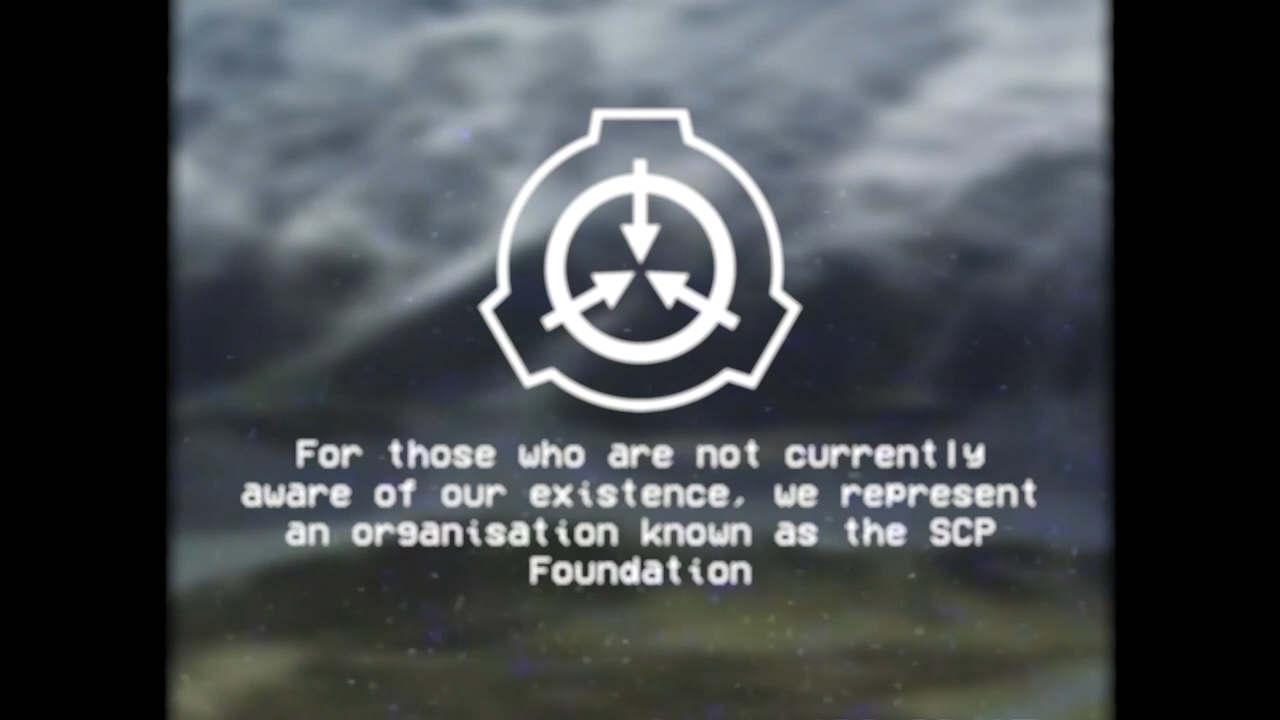 For those who are not currently
aware of our existence, we represent
an organisation known as the SCP
Foundation